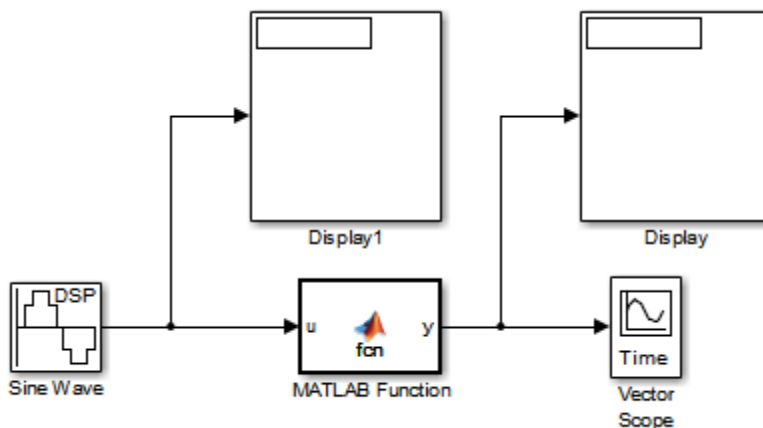 Display1
Display
DSP
Sine Wave
u
fcn
y
MATLAB Function
Time
Vector
Scope